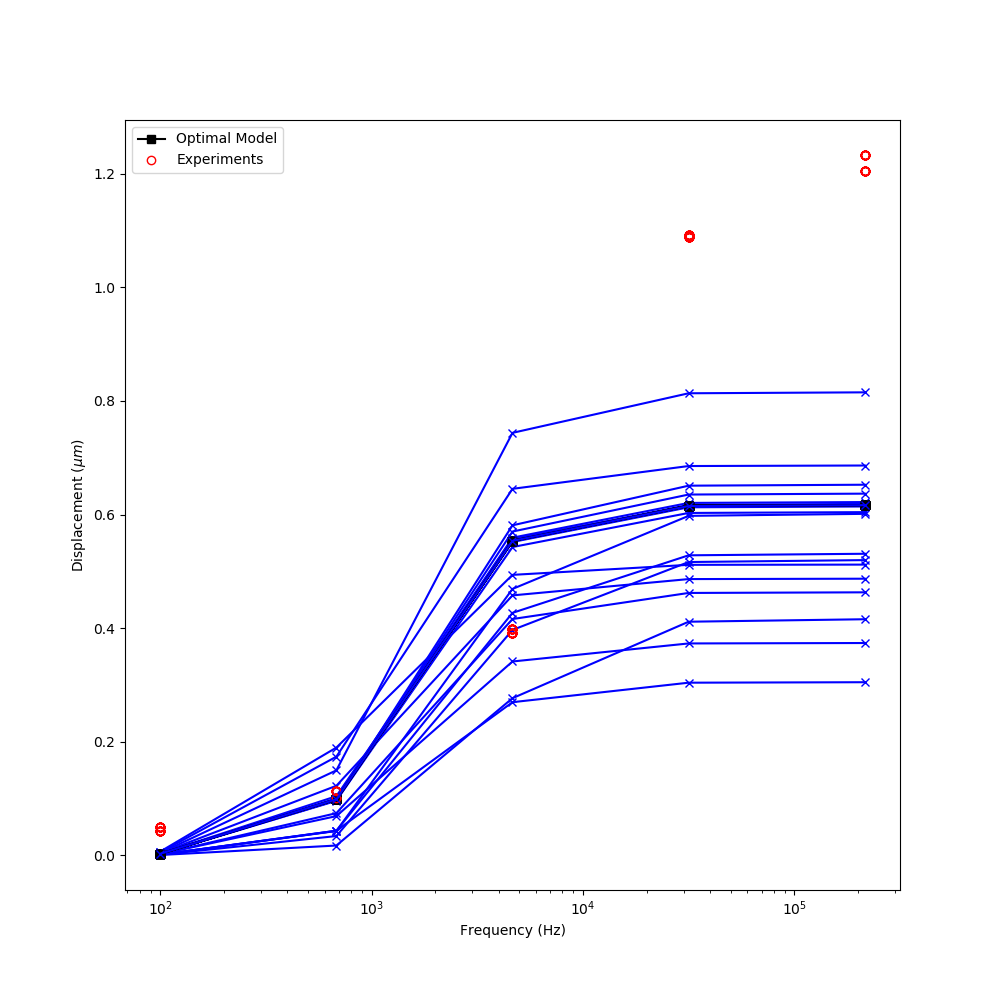 Optimal Model
Experiments
1.2
1.0
0.8
0.6
0.4
0.2
0.0
Displacement (μm)
10²
10³
10⁴
10⁵
Frequency (Hz)